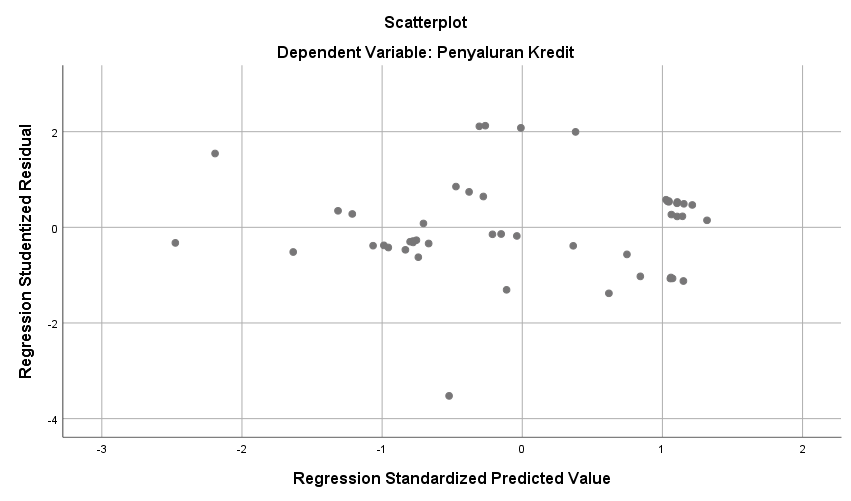 Scatterplot
Dependent Variable: Penyaluran Kredit
Regression Studentized Residual
2
0
-2
-4
-3
-2
-1
0
1
2
Regression Standardized Predicted Value